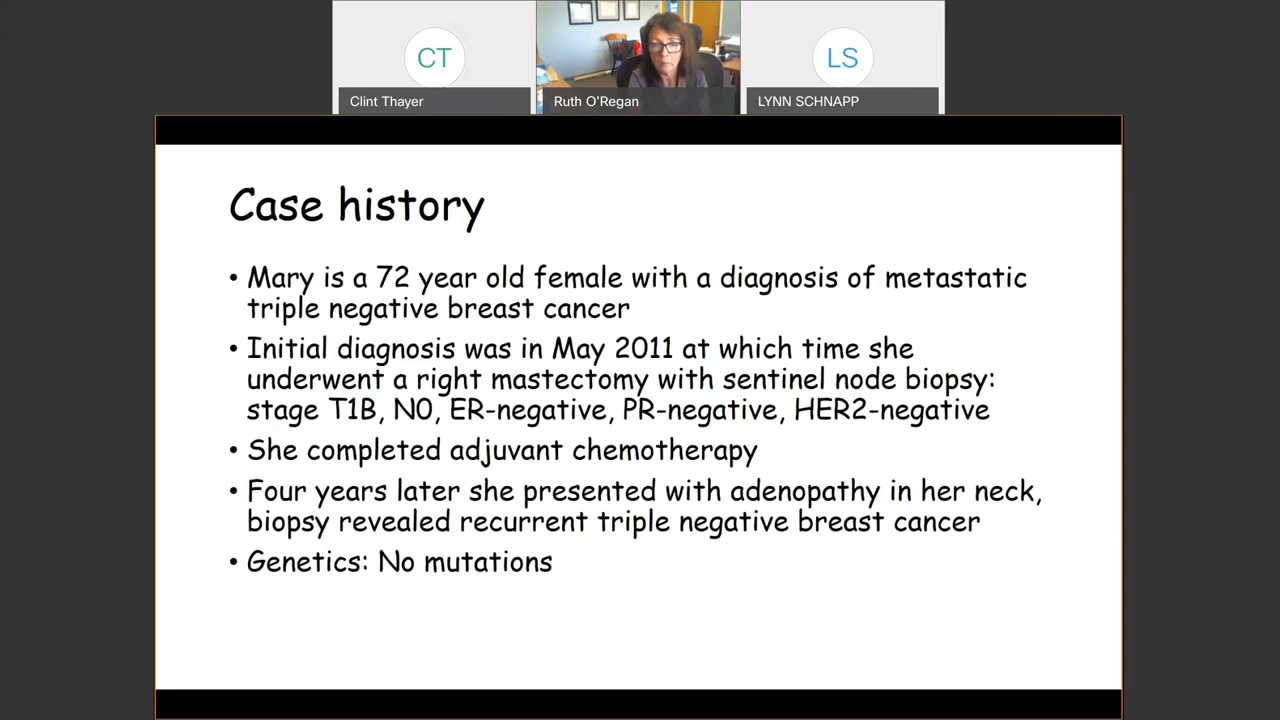 CT
LS
Clint Thayer
Ruth O'Regan
LYNN SCHNAPP
Case history
• Mary is a 72 year old female with a diagnosis of metastatic
triple negative breast cancer
• Initial diagnosis was in May 2011 at which time she
underwent a right mastectomy with sentinel node biopsy:
stage T1B, N0, ER-negative, PR-negative, HER2-negative
• She completed adjuvant chemotherapy
• Four years later she presented with adenopathy in her neck,
biopsy revealed recurrent triple negative breast cancer
• Genetics: No mutations